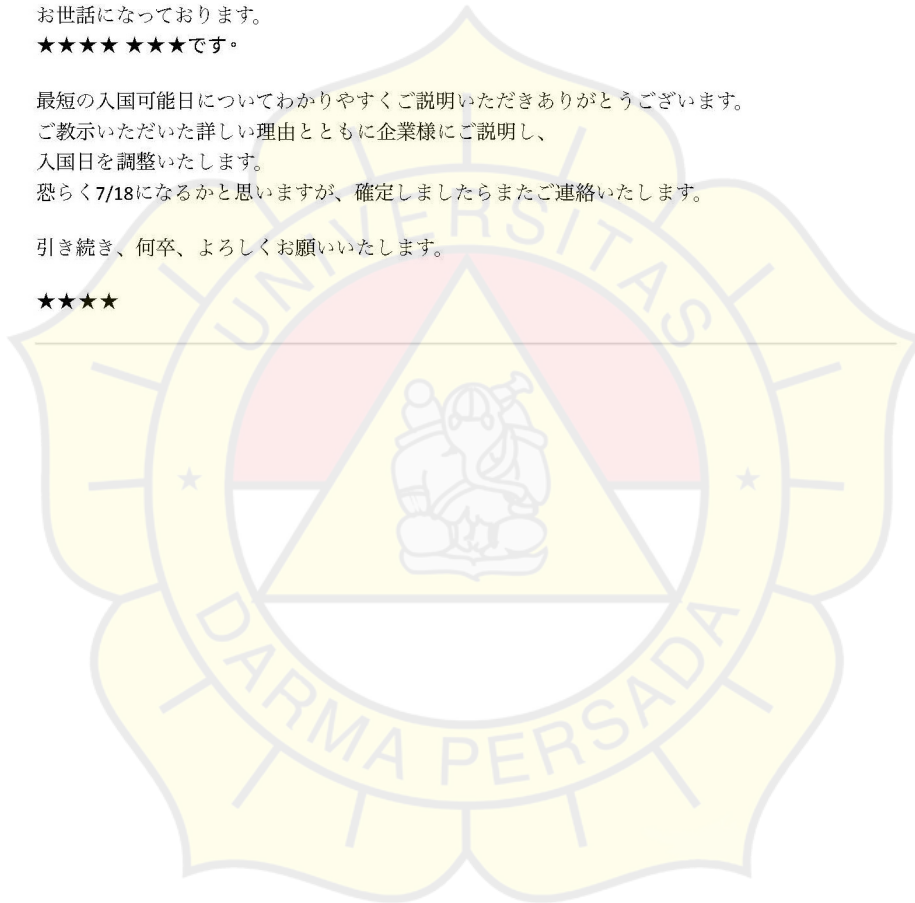 お世話になっております。
★★★★ ★★★です。
最短の入国可能日についてわかりやすくご説明いただきありがとうございます。
ご教示いただいた詳しい理由とともに企業様にご説明し、
入国日を調整いたします。
恐らく7/18になるかと思いますが、確定しましたらまたご連絡いたします。
引き続き、何卒、よろしくお願いいたします。
★★★★
UNIVERSITAS
DARMA PERSADA